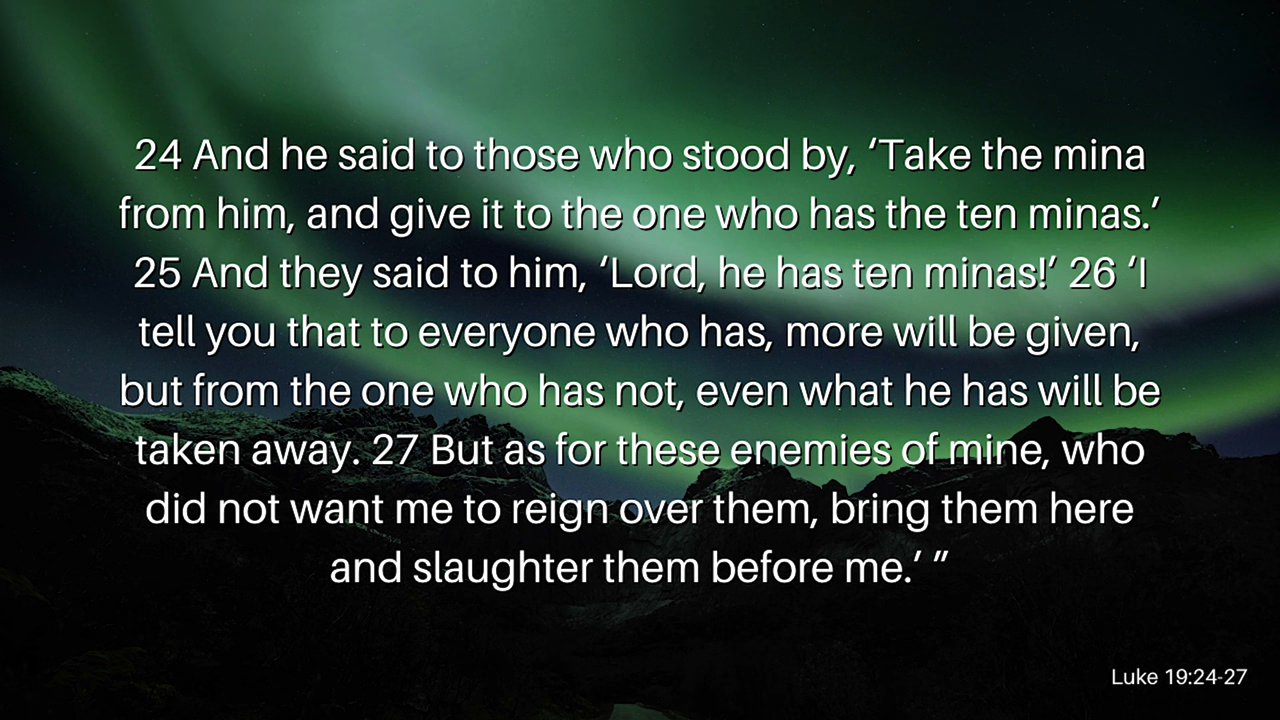 24 And he said to those who stood by, ‘Take the mina
from him, and give it to the one who has the ten minas.’
25 And they said to him, ‘Lord, he has ten minas!’ 26 ‘I
tell you that to everyone who has, more will be given,
but from the one who has not, even what he has will be
taken away. 27 But as for these enemies of mine, who
did not want me to reign over them, bring them here
and slaughter them before me.’ ”
Luke 19:24-27